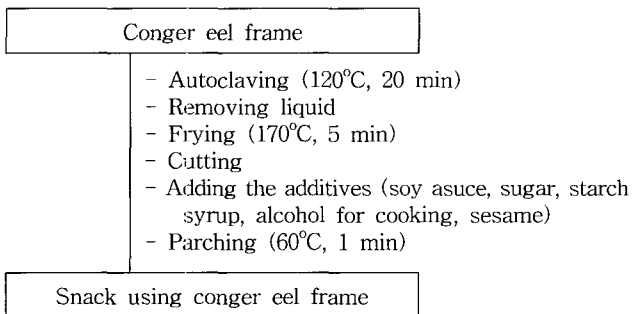 Conger eel frame
- Autoclaving (120°C, 20 min)
- Removing liquid
- Frying (170°C, 5 min)
- Cutting
- Adding the additives (soy asuce, sugar, starch
syrup, alcohol for cooking, sesame)
- Parching (60°C, 1 min)
Snack using conger eel frame